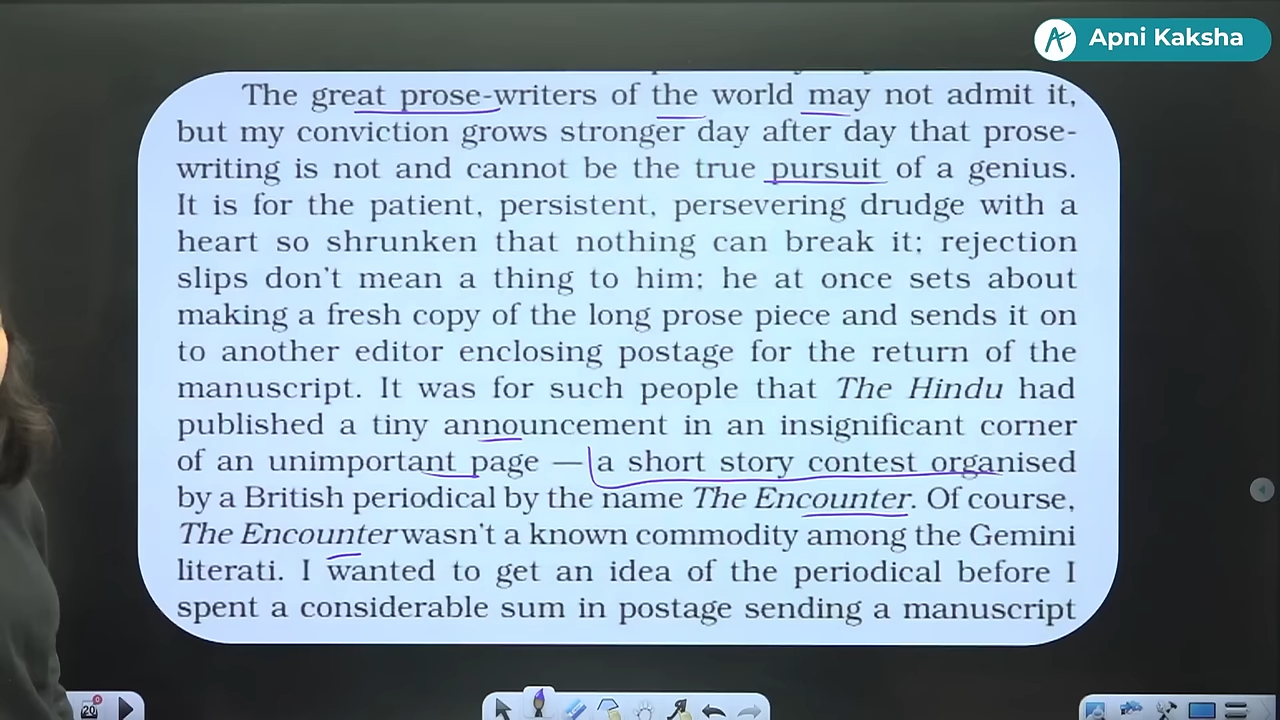 Apni Kaksha
The great prose-writers of the world may not admit it,
but my conviction grows stronger day after day that prose-
writing is not and cannot be the true pursuit of a genius.
It is for the patient, persistent, persevering drudge with a
heart so shrunken that nothing can break it; rejection
slips don't mean a thing to him; he at once sets about
making a fresh copy of the long prose piece and sends it on
to another editor enclosing postage for the return of the
manuscript. It was for such people that The Hindu had
published a tiny announcement in an insignificant corner
of an unimportant page — a short story contest organised
by a British periodical by the name The Encounter. Of course,
The Encounter wasn't a known commodity among the Gemini
literati. I wanted to get an idea of the periodical before I
spent a considerable sum in postage sending a manuscript
20